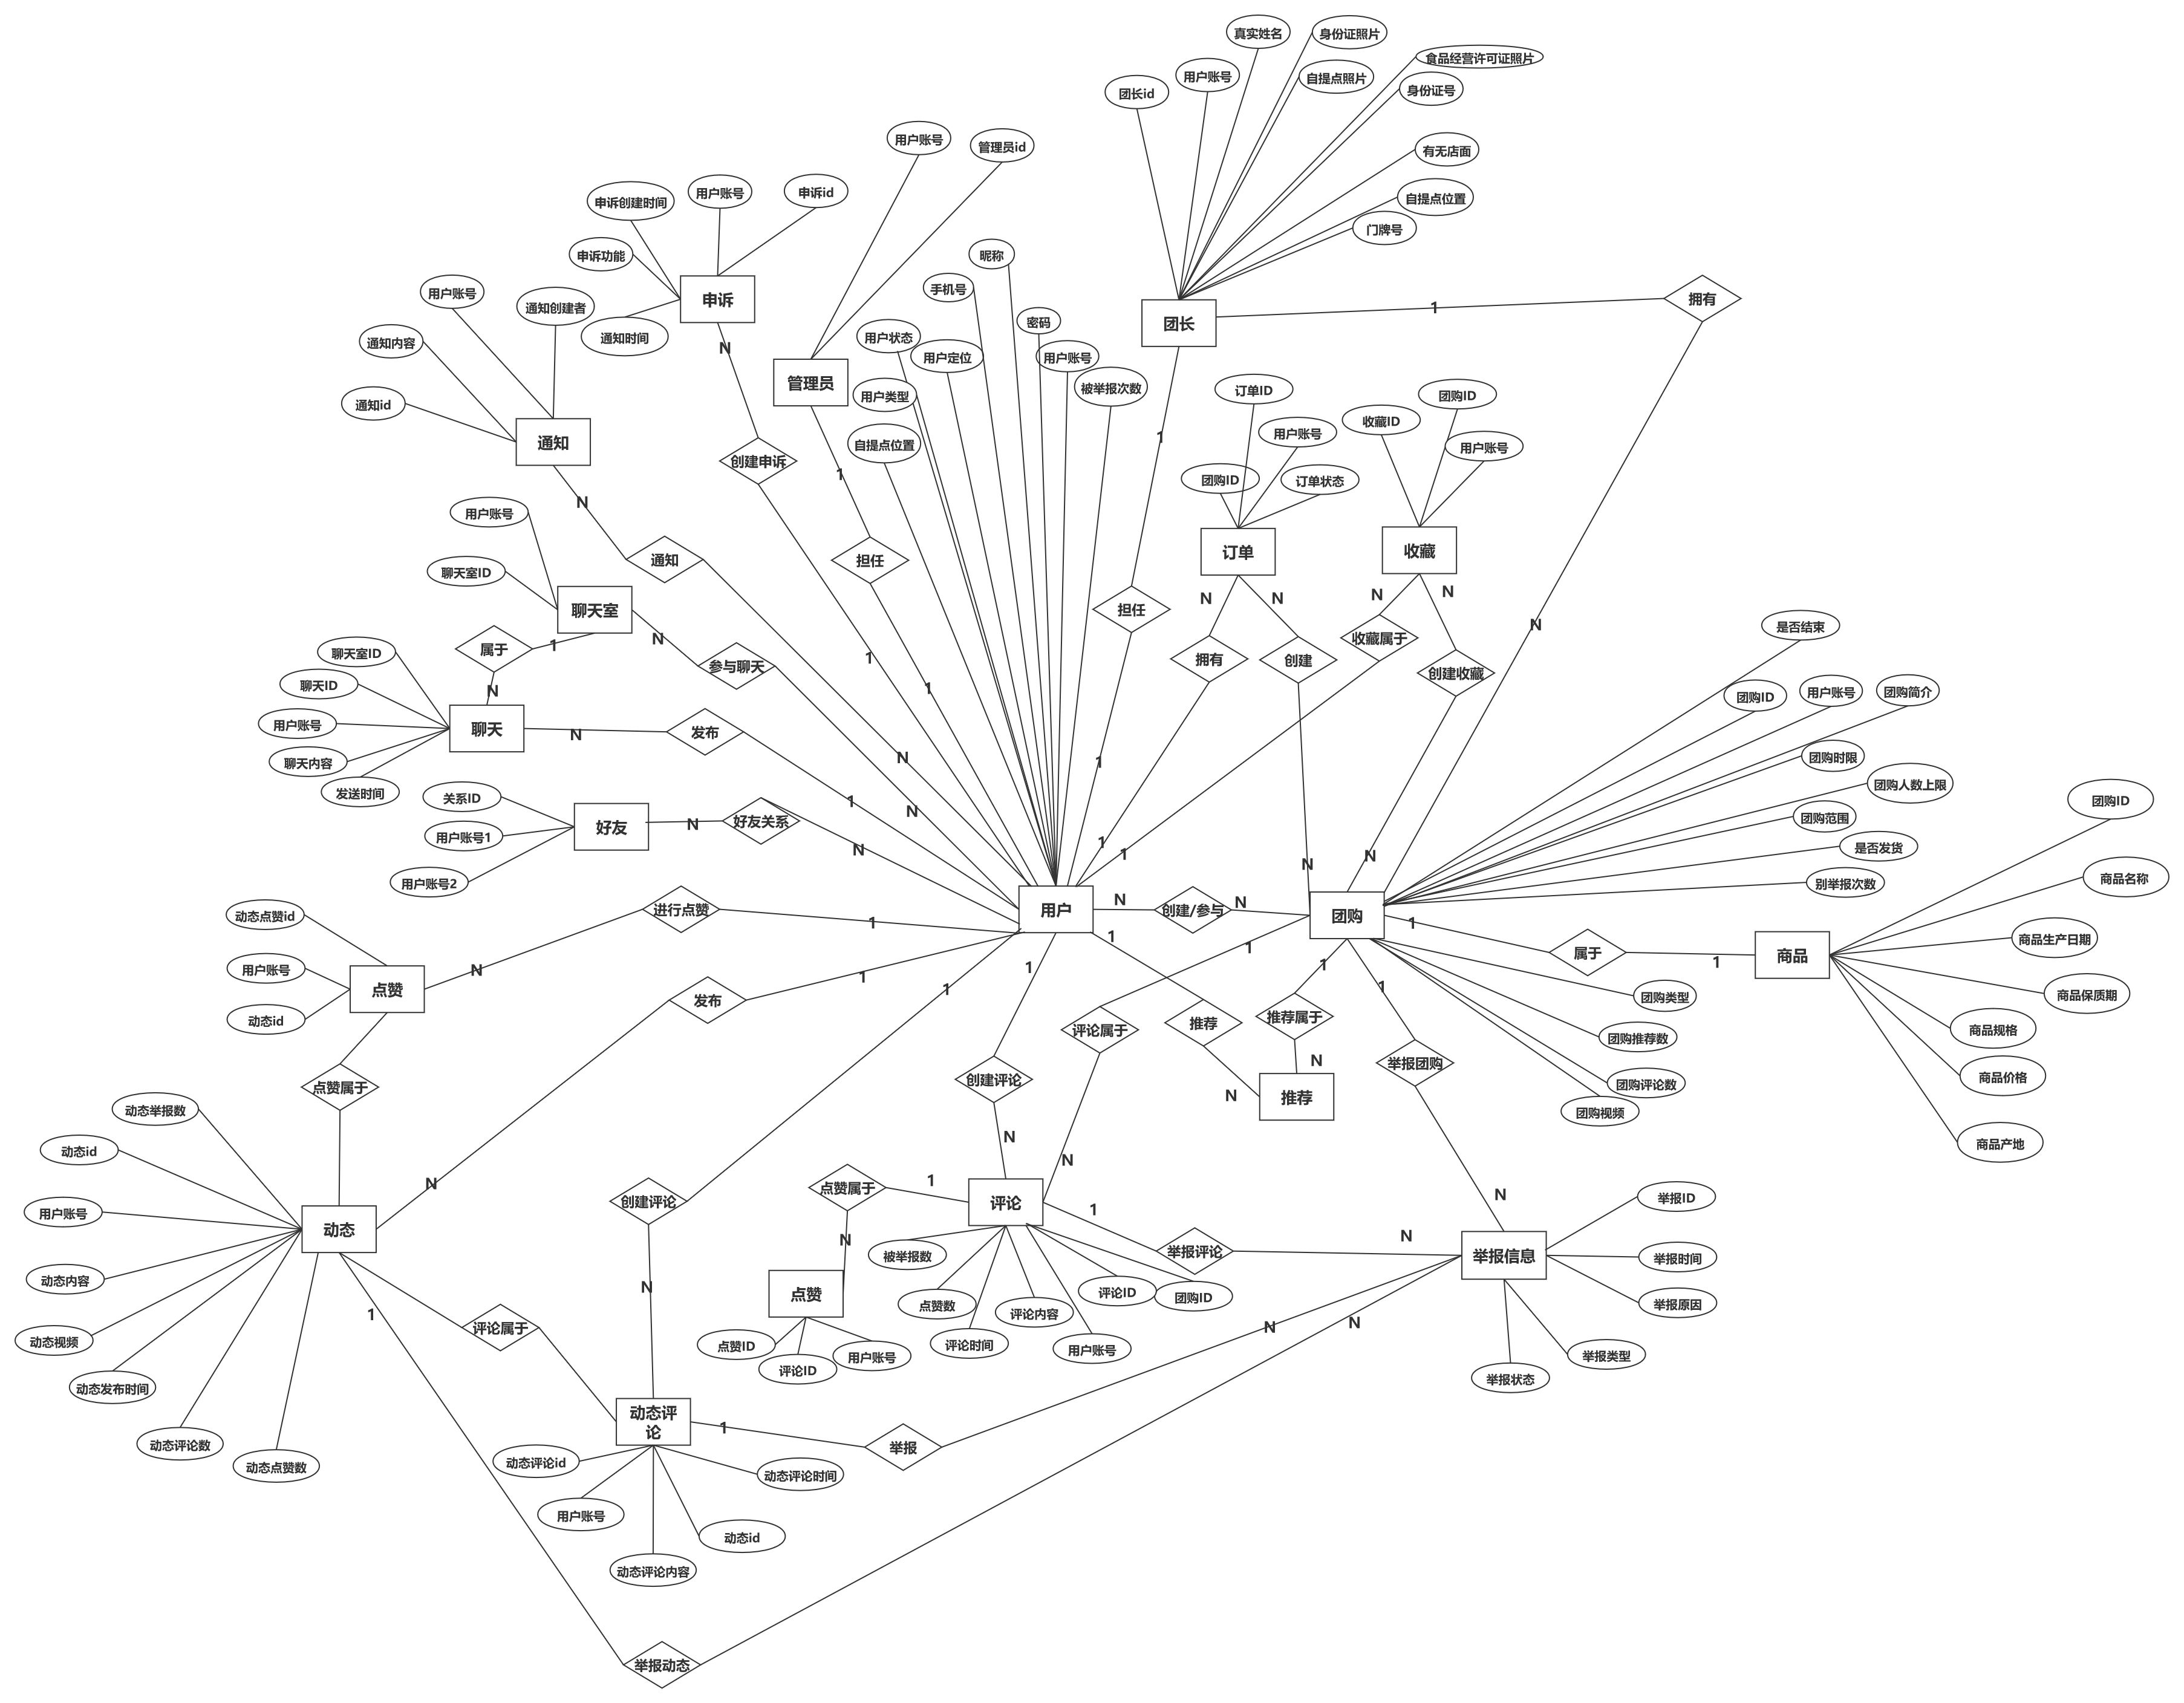 真实姓名
身份证照片
食品经营许可证照片
用户账号
自提点照片
团长id
身份证号
用户账号
管理员id
有无店面
申诉创建时间
用户账号
申诉id
自提点位置
门牌号
申诉功能
昵称
用户账号
通知创建者
申诉
手机号
团长
1
拥有
通知时间
密码
通知内容
N
用户状态
用户定位
用户账号
管理员
用户类型
被举报次数
订单ID
团购ID
通知id
收藏ID
通知
自提点位置
1
用户账号
用户账号
创建申诉
1
团购ID
订单状态
N
用户账号
通知
担任
订单
收藏
聊天室ID
聊天室
担任
N
N
N
N
N
属于
1
N
参与聊天
1
拥有
创建
收藏属于
创建收藏
是否结束
聊天室ID
聊天ID
N
1
团购ID
用户账号
团购简介
用户账号
聊天
N
发布
N
1
团购时限
聊天内容
发送时间
团购人数上限
团购ID
关系ID
1
N
团购范围
用户账号1
好友
N
好友关系
N
1
1
N
N
是否发货
用户账号2
别举报次数
商品名称
动态点赞id
进行点赞
1
用户
N
创建/参与
N
团购
1
商品生产日期
用户账号
N
1
1
1
1
1
属于
1
商品
动态id
点赞
发布
1
1
团购类型
商品保质期
评论属于
推荐
推荐属于
团购推荐数
商品规格
点赞属于
创建评论
N
举报团购
团购评论数
商品价格
动态举报数
N
推荐
团购视频
动态id
N
N
商品产地
用户账号
N
创建评论
点赞属于
1
评论
1
N
举报ID
动态
N
被举报数
举报评论
N
举报信息
举报时间
动态内容
N
点赞
点赞数
评论内容
评论ID
团购ID
举报原因
动态视频
1
评论属于
点赞ID
评论ID
用户账号
评论时间
用户账号
N
N
举报类型
动态发布时间
举报状态
动态评论数
动态评
论
1
举报
动态点赞数
动态评论id
动态评论时间
用户账号
动态id
动态评论内容
举报动态